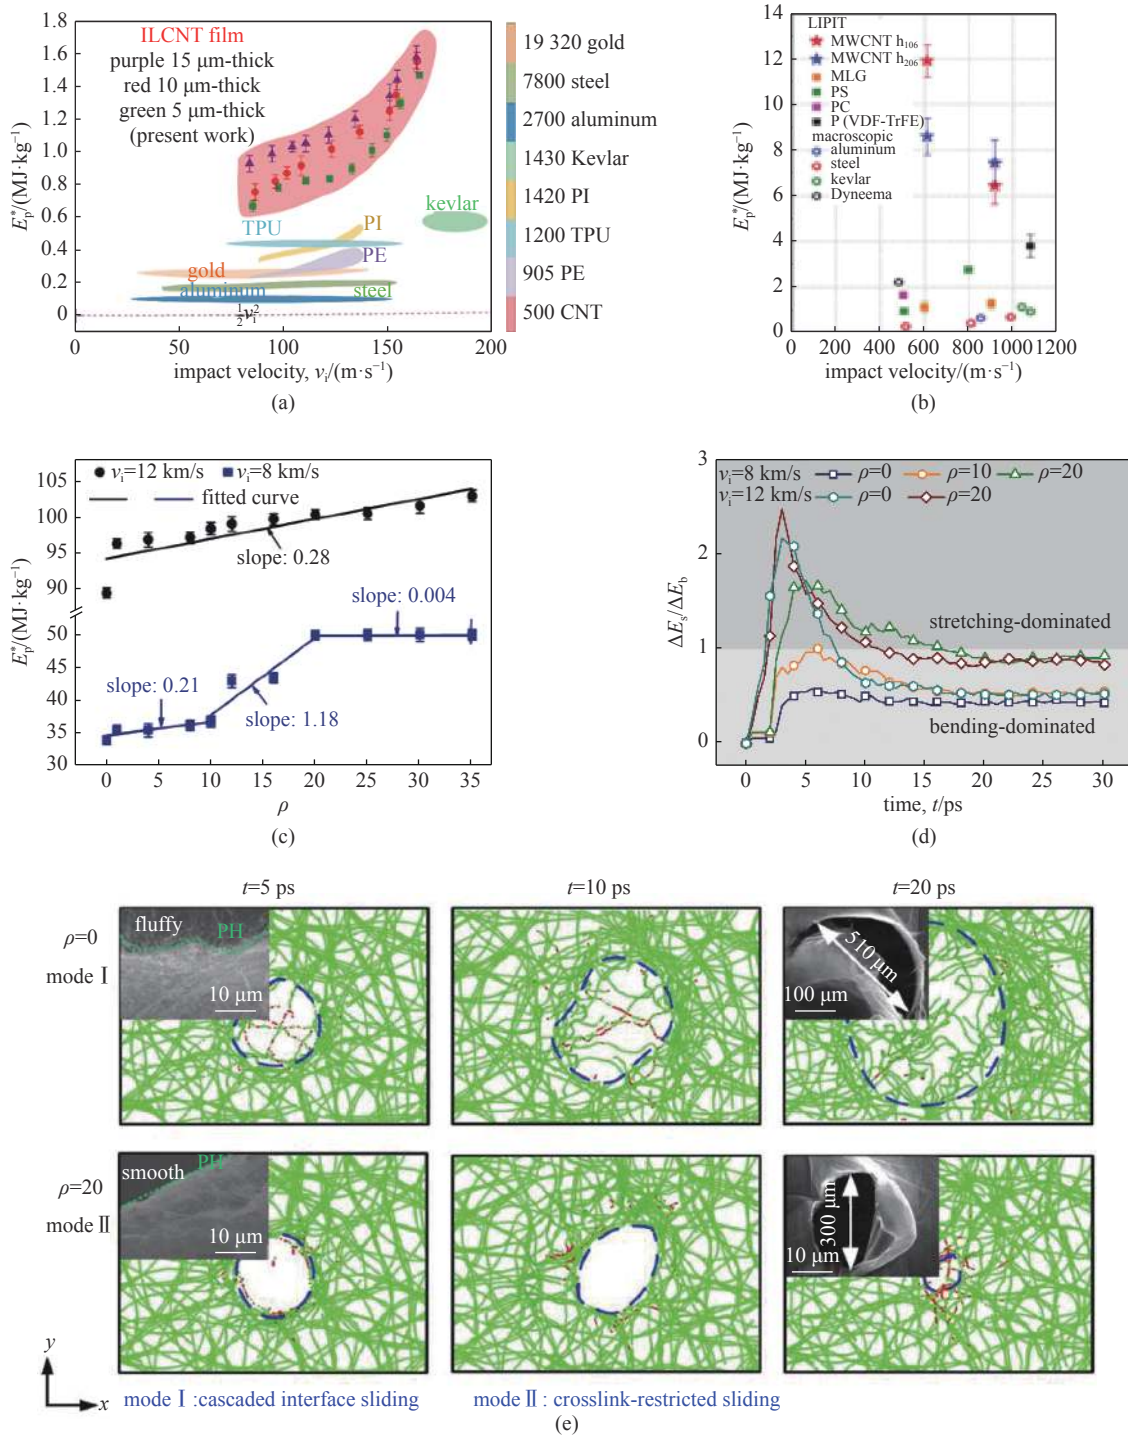 1.8
1.6
1.4
1.2
1.0
0.8
0.6
0.4
0.2
0
E*p/(MJ·kg⁻¹)
ILCNT film
purple 15 μm-thick
red 10 μm-thick
green 5 μm-thick
(present work)
TPU
PI
kevlar
PE
gold
aluminum
steel
½vᵢ²
0 50 100 150 200
impact velocity, vᵢ/(m·s⁻¹)
(a)
19 320 gold
7800 steel
2700 aluminum
1430 Kevlar
1420 PI
1200 TPU
905 PE
500 CNT
14
12
10
8
6
4
2
0
E*p/(MJ·kg⁻¹)
LIPIT
MWCNT h₁₀₆
MWCNT h₂₀₆
MLG
PS
PC
P (VDF-TrFE)
macroscopic
aluminum
steel
kevlar
Dyneema
0 200 400 600 800 1000 1200
impact velocity/(m·s⁻¹)
(b)
vᵢ=12 km/s vᵢ=8 km/s
fitted curve
105
100
95
90
50
45
40
35
30
E*p/(MJ·kg⁻¹)
slope: 0.28
slope: 0.004
slope: 0.21
slope: 1.18
0 5 10 15 20 25 30 35
ρ
(c)
3
2
1
0
ΔEₛ/ΔE_b
vᵢ=8 km/s ρ=0 ρ=10 ρ=20
vᵢ=12 km/s ρ=0 ρ=20
stretching-dominated
bending-dominated
0 5 10 15 20 25 30
time, t/ps
(d)
t=5 ps t=10 ps t=20 ps
ρ=0
mode Ⅰ
fluffy
PH
10 μm
510 μm
100 μm
ρ=20
mode Ⅱ
smooth
PH
10 μm
300 μm
10 μm
y
x
mode Ⅰ :cascaded interface sliding mode Ⅱ: crosslink-restricted sliding
(e)